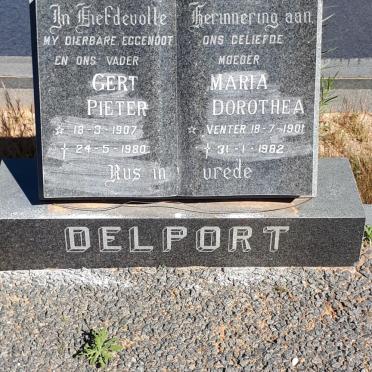 In Liefdevolle Herinnering aan
MY DIERBARE EGGENOOT
EN ONS VADER
GERT
PIETER
☆ 18-3-1907
✝ 24-5-1980
ONS GELIEFDE
MOEDER
MARIA
DOROTHEA
☆ VENTER 18-7-1901
✝ 31-1-1982
Rus in vrede
DELPORT